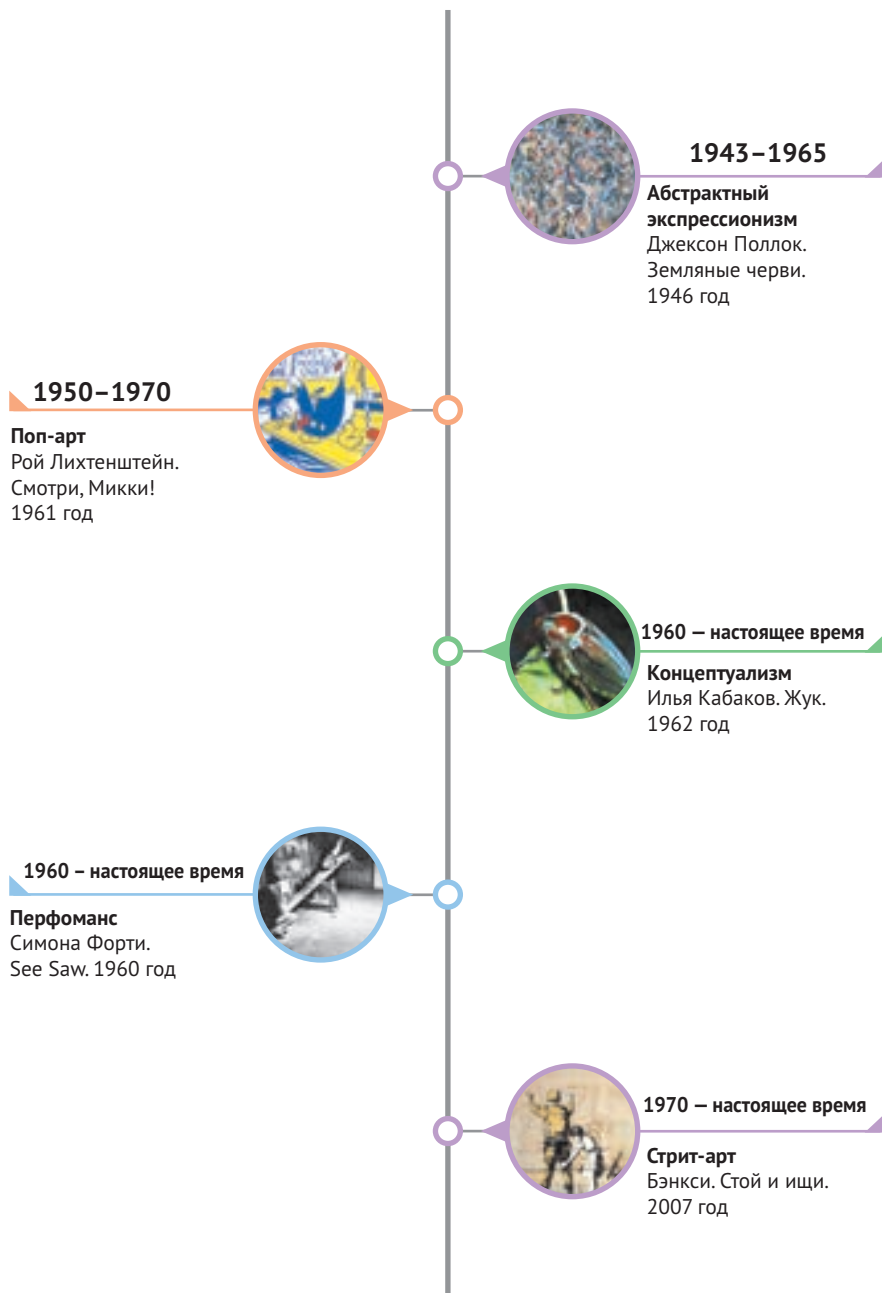 1943–1965
Абстрактный
экспрессионизм
Джексон Поллок.
Земляные черви.
1946 год
1950–1970
Поп-арт
Рой Лихтенштейн.
Смотри, Микки!
1961 год
1960 — настоящее время
Концептуализм
Илья Кабаков. Жук.
1962 год
1960 – настоящее время
Перфоманс
Симона Форти.
See Saw. 1960 год
1970 — настоящее время
Стрит-арт
Бэнкси. Стой и ищи.
2007 год